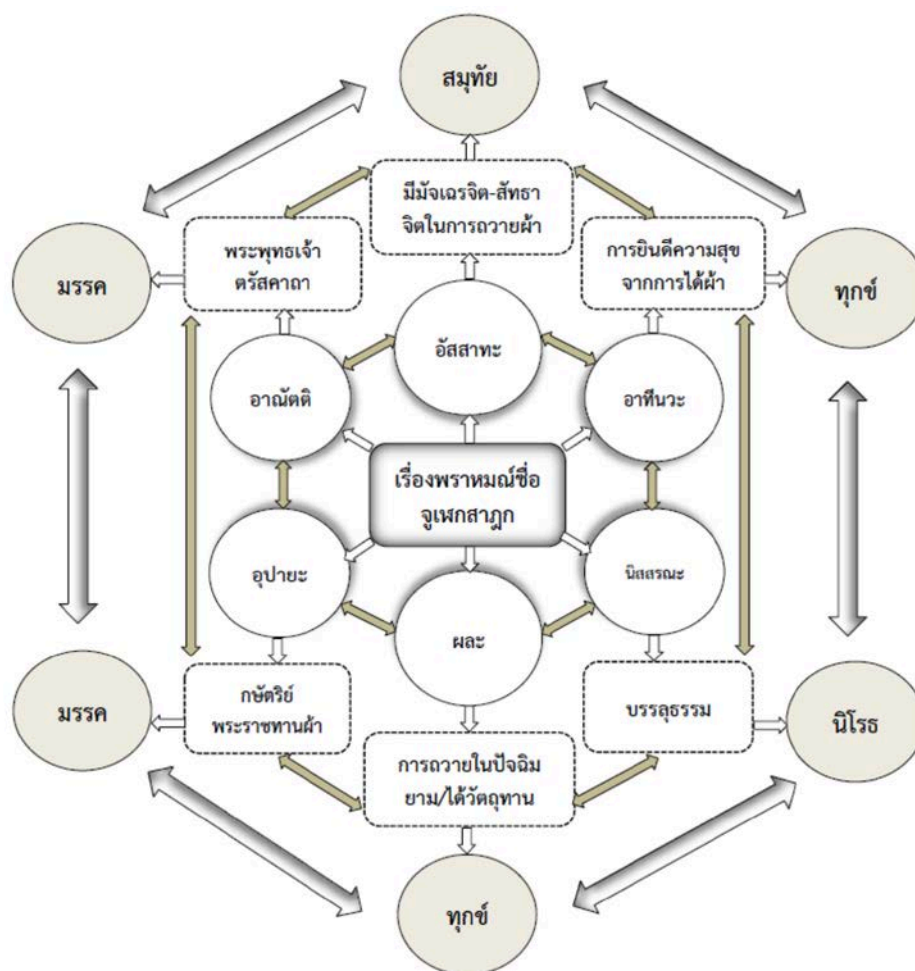 สมุทัย
มีมัจเฉรจิต-สัทธา
จิตในการถวายผ้า
พระพุทธเจ้า
ตรัสคาถา
การยินดีความสุข
จากการได้ผ้า
มรรค
ทุกข์
อัสสาทะ
อาณัตติ
อาทีนวะ
เรื่องพราหมณ์ชื่อ
จูเฬกสาฎก
อุปายะ
นิสสรณะ
ผละ
มรรค
กษัตริย์
พระราชทานผ้า
บรรลุธรรม
นิโรธ
การถวายในปัจฉิม
ยาม/ได้วัตถุทาน
ทุกข์